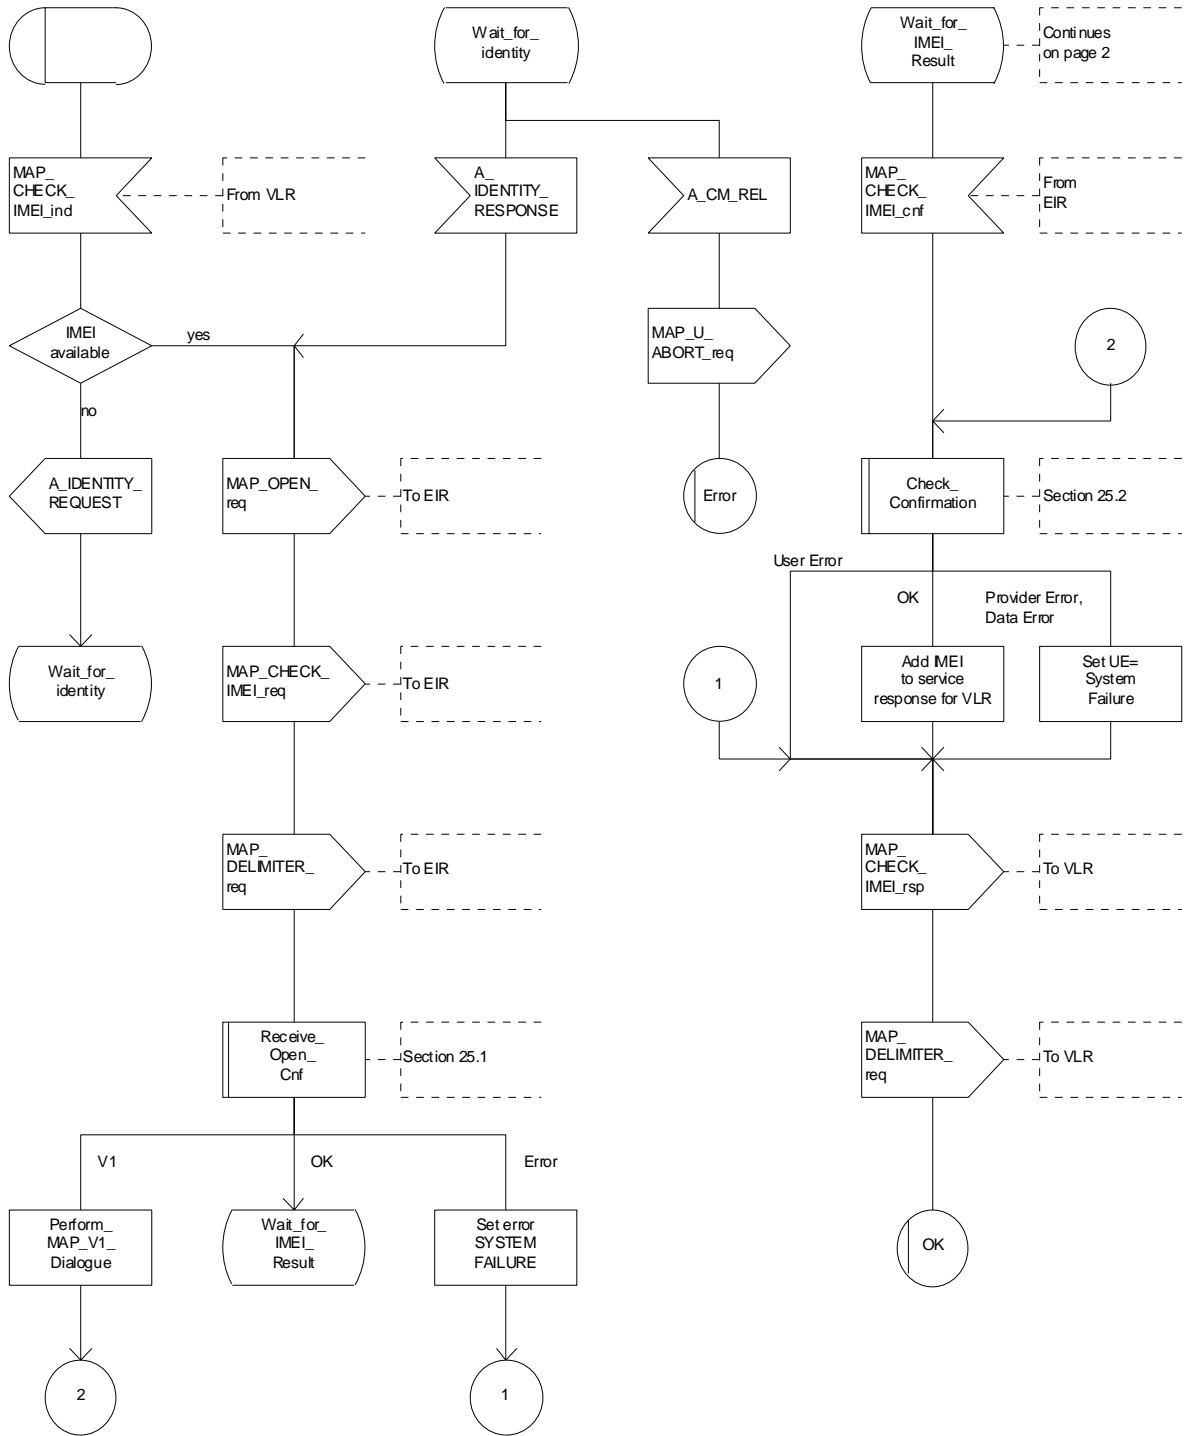 Wait_for_
identity
Wait_for_
IMEI_
Result
Continues
on page 2
MAP_
CHECK_
IMEI_ind
From VLR
A_
IDENTITY_
RESPONSE
A_CM_REL
MAP_
CHECK_
IMEI_cnf
From
EIR
IMEI
available
yes
no
MAP_U_
ABORT_req
2
A_IDENTITY_
REQUEST
MAP_OPEN_
req
To EIR
Error
Check_
Confirmation
Section 25.2
User Error
OK
Provider Error,
Data Error
Wait_for_
identity
MAP_CHECK_
IMEI_req
To EIR
1
Add IMEI
to service
response for VLR
Set UE=
System
Failure
MAP_
DELIMITER_
req
To EIR
MAP_
CHECK_
IMEI_rsp
To VLR
Receive_
Open_
Cnf
Section 25.1
MAP_
DELIMITER_
req
To VLR
V1
OK
Error
Perform_
MAP_V1_
Dialogue
Wait_for_
IMEI_
Result
Set error
SYSTEM
FAILURE
OK
2
1